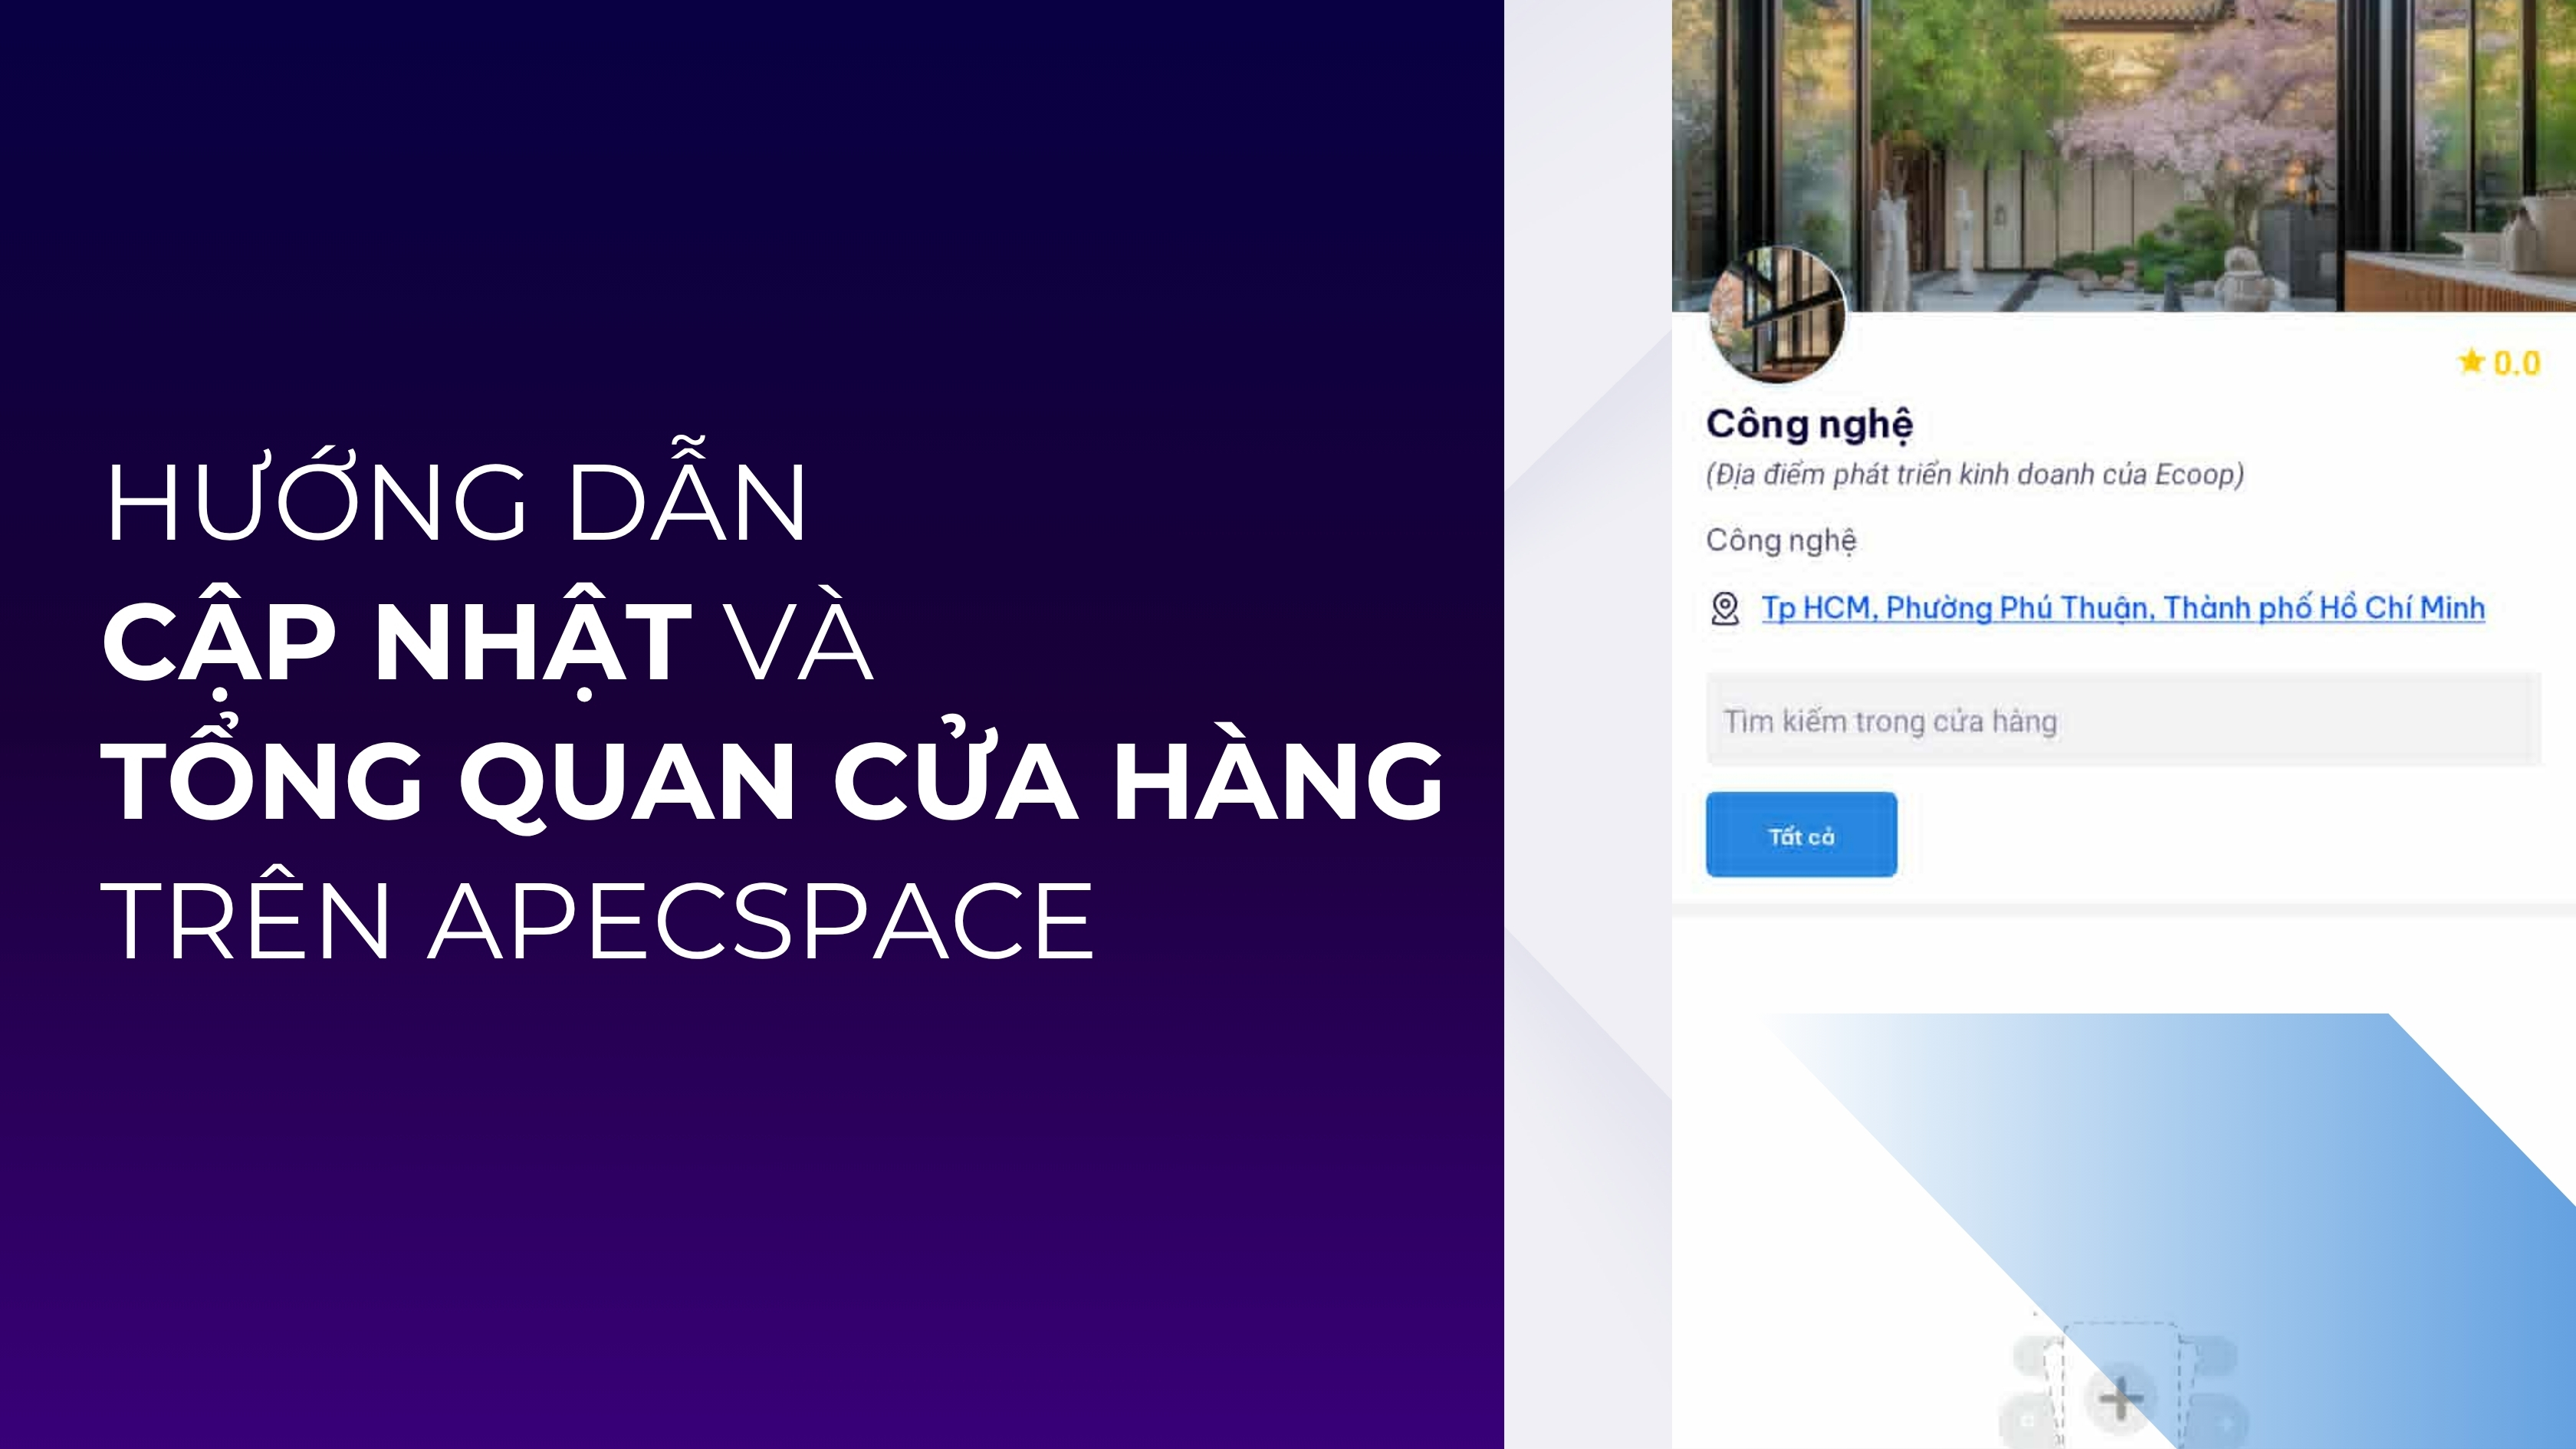 HƯỚNG DẪN
CẬP NHẬT VÀ
TỔNG QUAN CỬA HÀNG
TRÊN APECSPACE
0.0
Công nghệ
(Địa điểm phát triển kinh doanh của Ecoop)
Công nghệ
Tp HCM, Phường Phú Thuận, Thành phố Hồ Chí Minh
Tìm kiếm trong cửa hàng
Tất cả